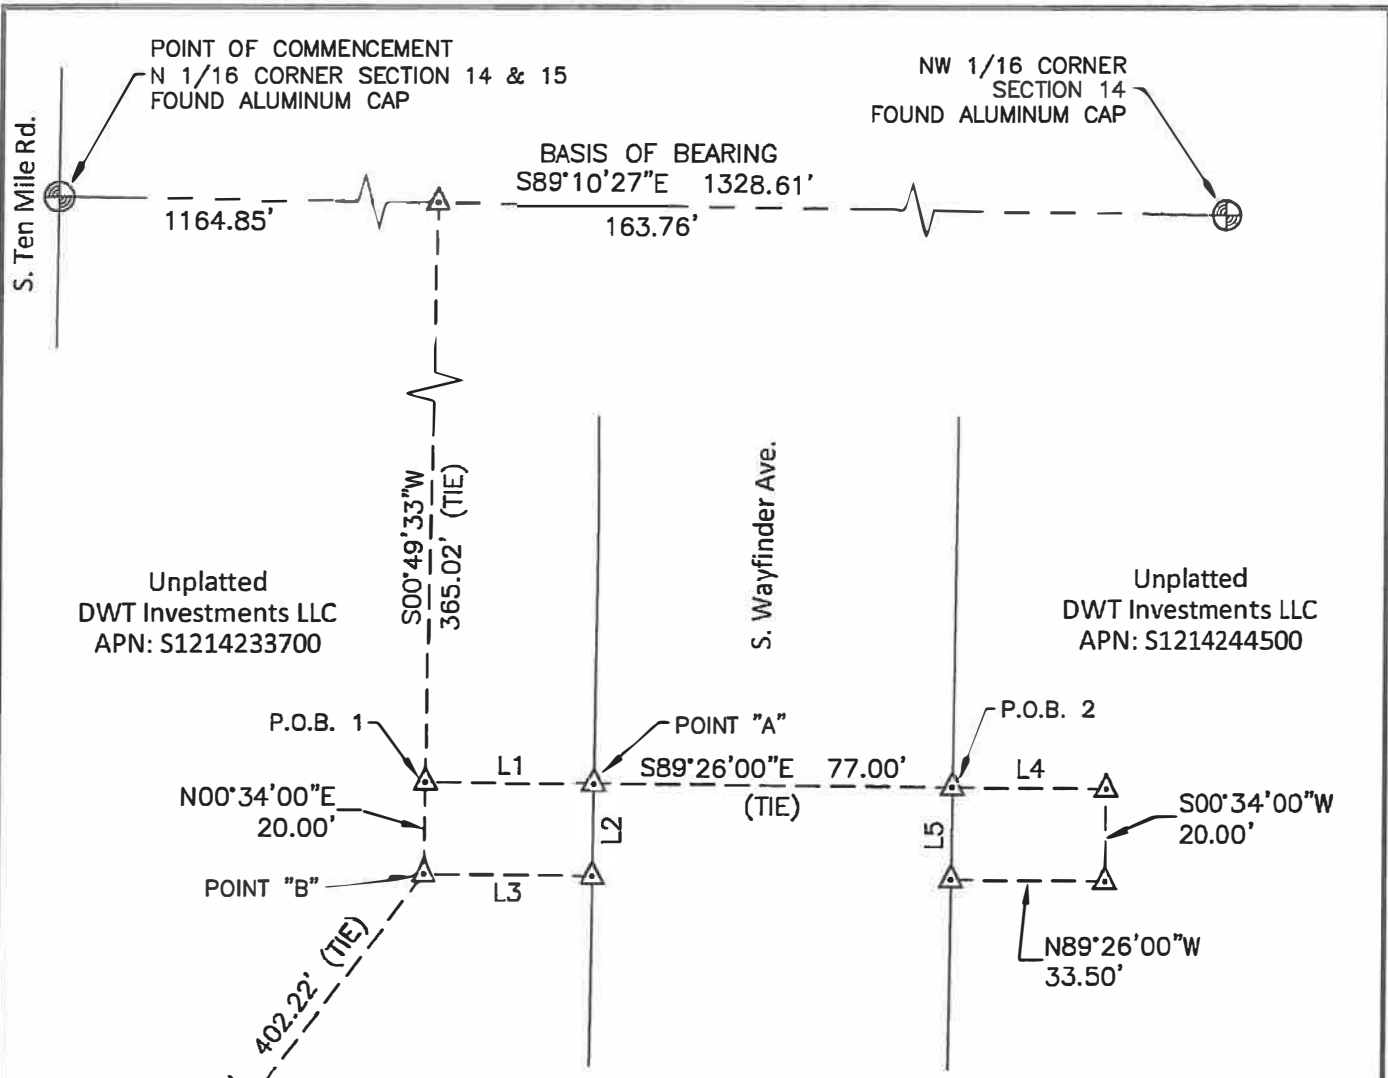 POINT OF COMMENCEMENT
N 1/16 CORNER SECTION 14 & 15
FOUND ALUMINUM CAP
NW 1/16 CORNER
SECTION 14
FOUND ALUMINUM CAP
S. Ten Mile Rd.
BASIS OF BEARING
S89°10'27"E 1328.61'
1164.85'
163.76'
S00°49'33"W
365.02' (TIE)
S. Wayfinder Ave.
Unplatted
DWT Investments LLC
APN: S1214233700
Unplatted
DWT Investments LLC
APN: S1214244500
P.O.B. 1
POINT "A"
P.O.B. 2
L1
S89°26'00"E 77.00'
(TIE)
L4
N00°34'00"E
20.00'
L2
L5
S00°34'00"W
20.00'
POINT "B"
L3
N89°26'00"W
33.50'
402.22' (TIE)